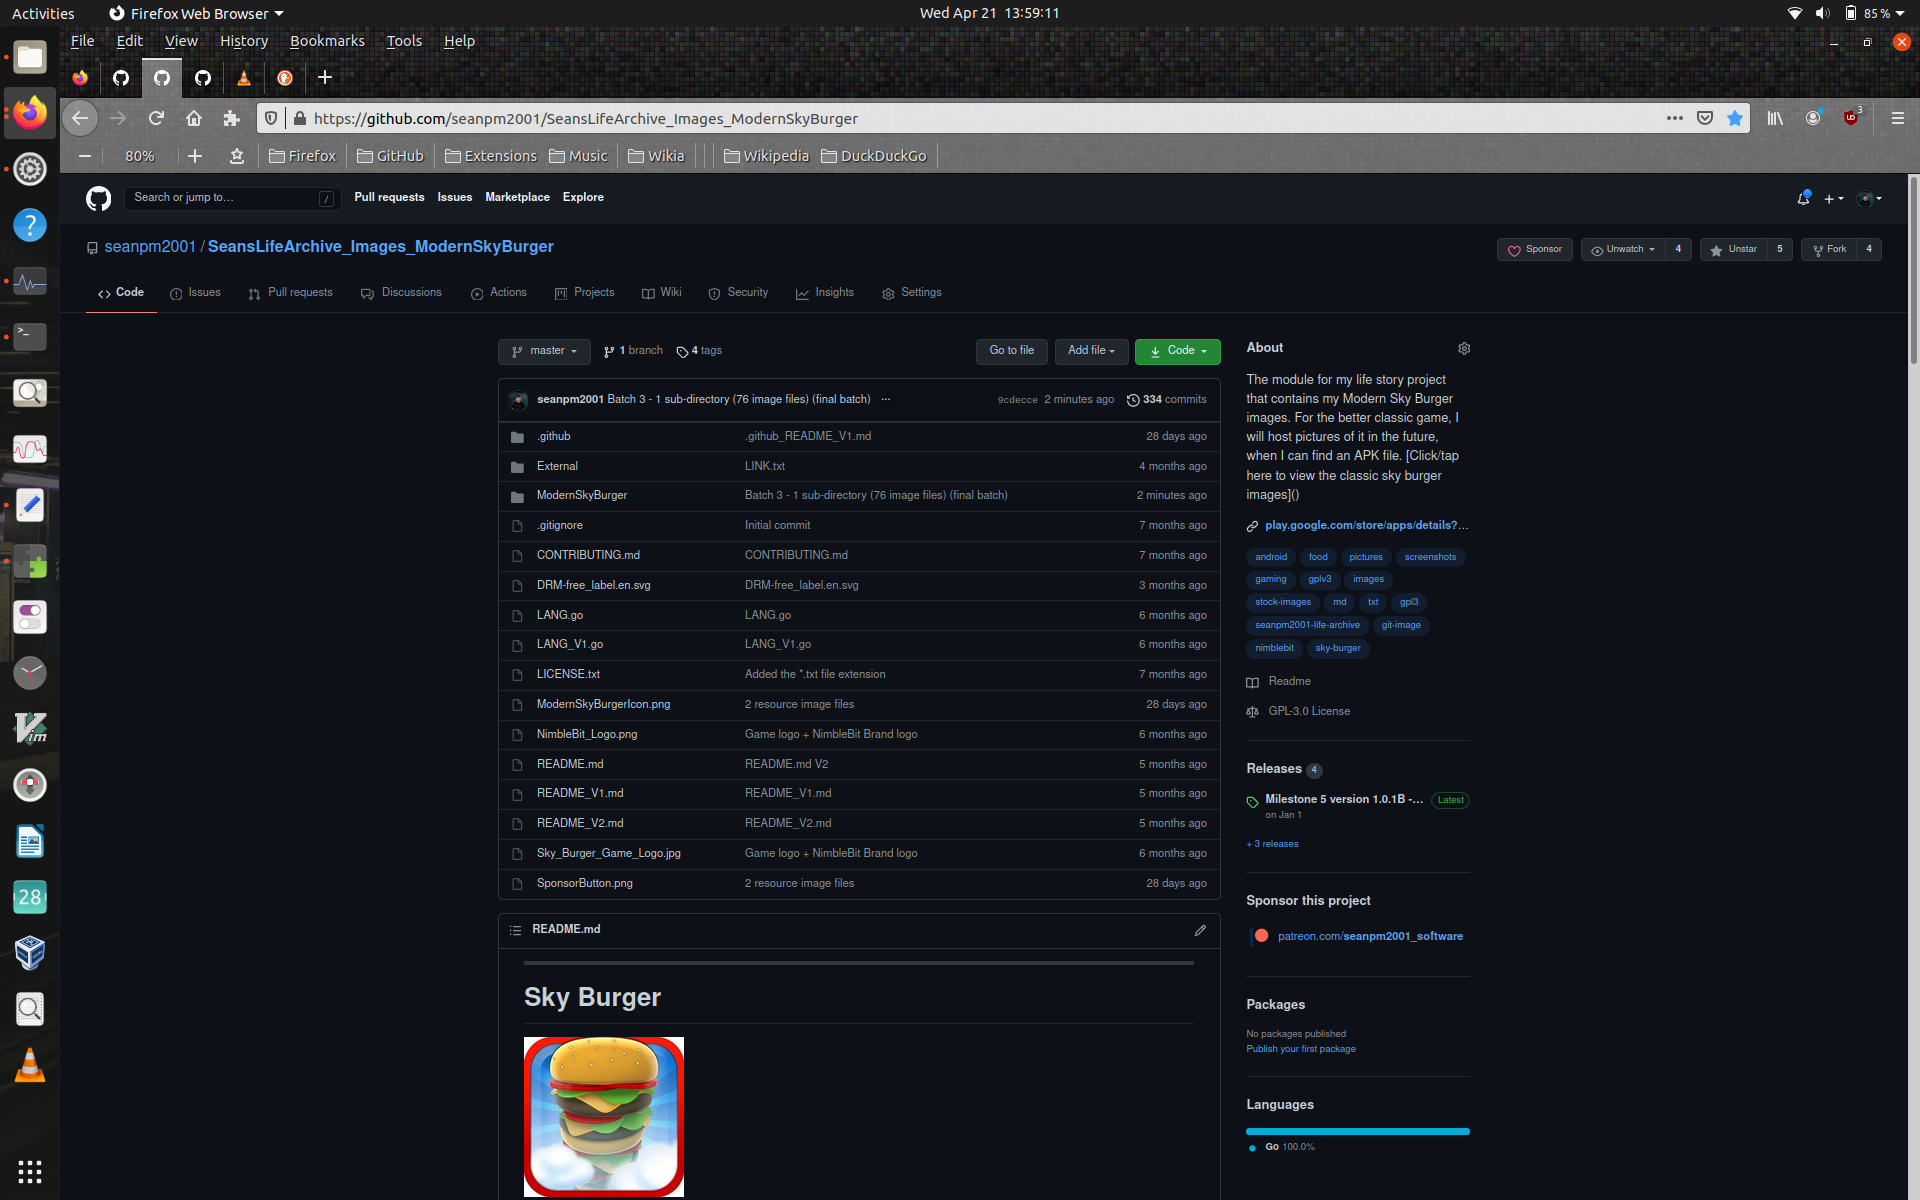 Activities
Firefox Web Browser
Wed Apr 21 13:59:11
85 %
File Edit View History Bookmarks Tools Help
https://github.com/seanpm2001/SeansLifeArchive_Images_ModernSkyBurger
3
80%
Firefox GitHub Extensions Music Wikia Wikipedia DuckDuckGo
Search or jump to… /
Pull requests Issues Marketplace Explore
seanpm2001 / SeansLifeArchive_Images_ModernSkyBurger
Sponsor Unwatch 4 Unstar 5 Fork 4
Code Issues Pull requests Discussions Actions Projects Wiki Security Insights Settings
master 1 branch 4 tags
Go to file Add file Code
seanpm2001 Batch 3 - 1 sub-directory (76 image files) (final batch) ··· 9cdecce 2 minutes ago 334 commits
.github .github_README_V1.md 28 days ago
External LINK.txt 4 months ago
ModernSkyBurger Batch 3 - 1 sub-directory (76 image files) (final batch) 2 minutes ago
.gitignore Initial commit 7 months ago
CONTRIBUTING.md CONTRIBUTING.md 7 months ago
DRM-free_label.en.svg DRM-free_label.en.svg 3 months ago
LANG.go LANG.go 6 months ago
LANG_V1.go LANG_V1.go 6 months ago
LICENSE.txt Added the *.txt file extension 7 months ago
ModernSkyBurgerIcon.png 2 resource image files 28 days ago
NimbleBit_Logo.png Game logo + NimbleBit Brand logo 6 months ago
README.md README.md V2 5 months ago
README_V1.md README_V1.md 5 months ago
README_V2.md README_V2.md 5 months ago
Sky_Burger_Game_Logo.jpg Game logo + NimbleBit Brand logo 6 months ago
SponsorButton.png 2 resource image files 28 days ago
README.md
Sky Burger
About
The module for my life story project
that contains my Modern Sky Burger
images. For the better classic game, I
will host pictures of it in the future,
when I can find an APK file. [Click/tap
here to view the classic sky burger
images]()
play.google.com/store/apps/details?…
android food pictures screenshots
gaming gplv3 images
stock-images md txt gpl3
seanpm2001-life-archive git-image
nimblebit sky-burger
Readme
GPL-3.0 License
Releases 4
Milestone 5 version 1.0.1B -… Latest
on Jan 1
+ 3 releases
Sponsor this project
patreon.com/seanpm2001_software
Packages
No packages published
Publish your first package
Languages
Go 100.0%
28